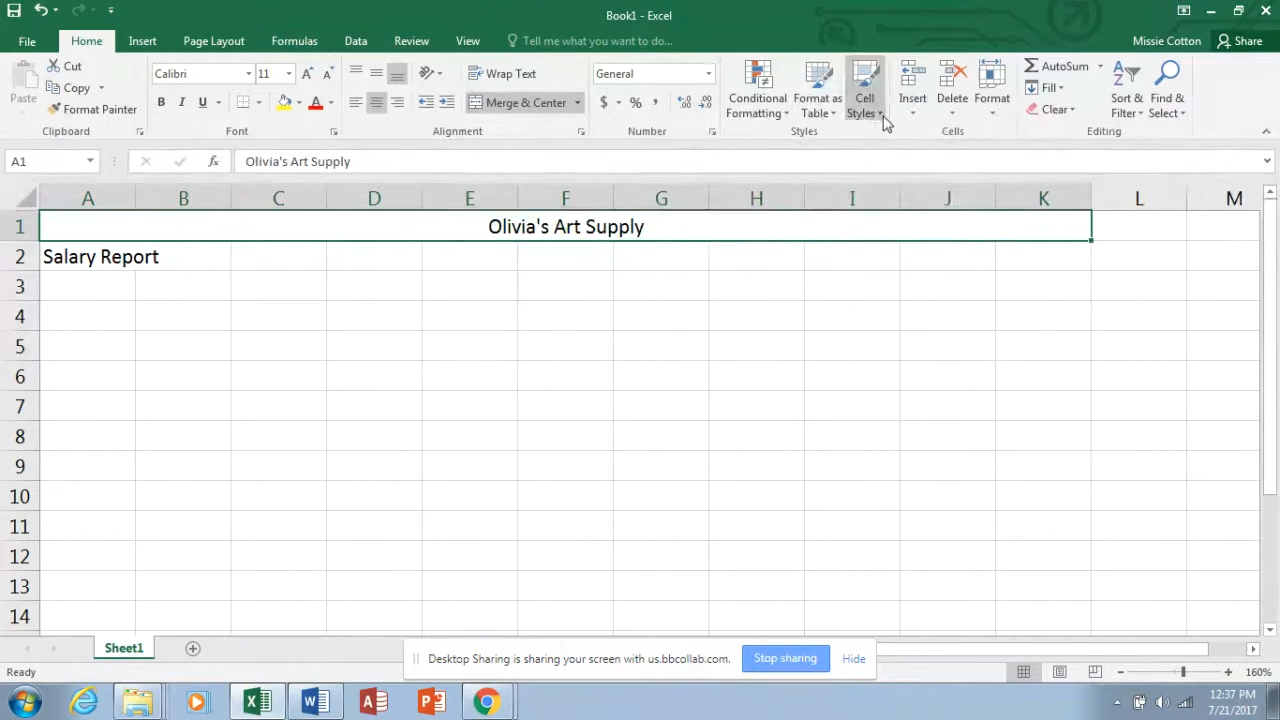 Book1 - Excel
File Home Insert Page Layout Formulas Data Review View Tell me what you want to do... Missie Cotton Share
Paste Cut Copy Format Painter Clipboard
Calibri 11 B I U A Font
Wrap Text Merge & Center Alignment
General $ % , Number
Conditional Formatting Format as Table Cell Styles Styles
Insert Delete Format Cells
AutoSum Fill Clear Sort & Filter Find & Select Editing
A1 fx Olivia's Art Supply
A B C D E F G H I J K L M
1 Olivia's Art Supply
2 Salary Report
3
4
5
6
7
8
9
10
11
12
13
14
Sheet1
Desktop Sharing is sharing your screen with us.bbcollab.com. Stop sharing Hide
Ready 160%
12:37 PM
7/21/2017